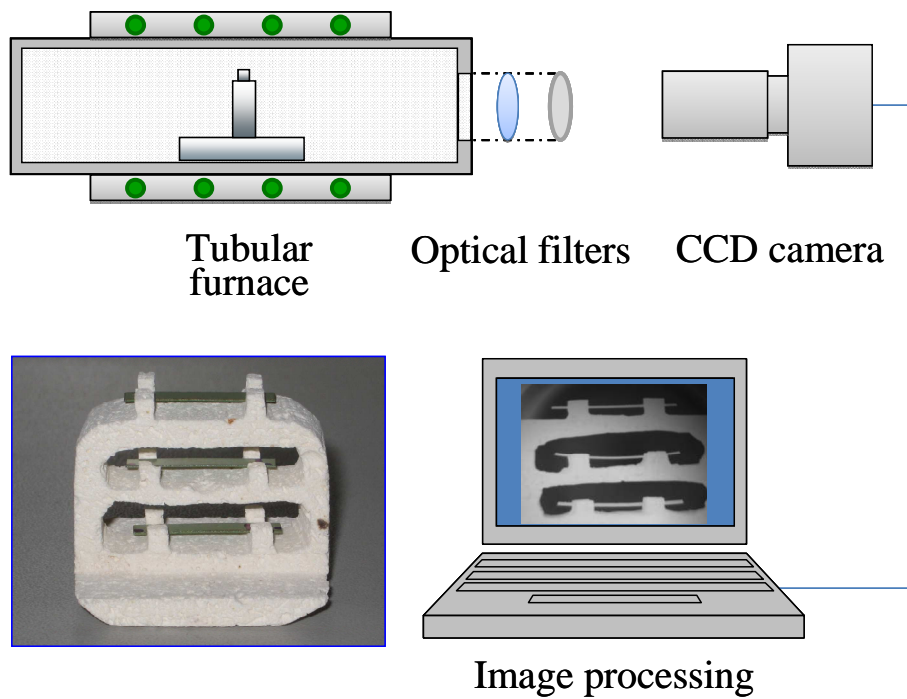 Tubular
furnace
Optical filters
CCD camera
Image processing